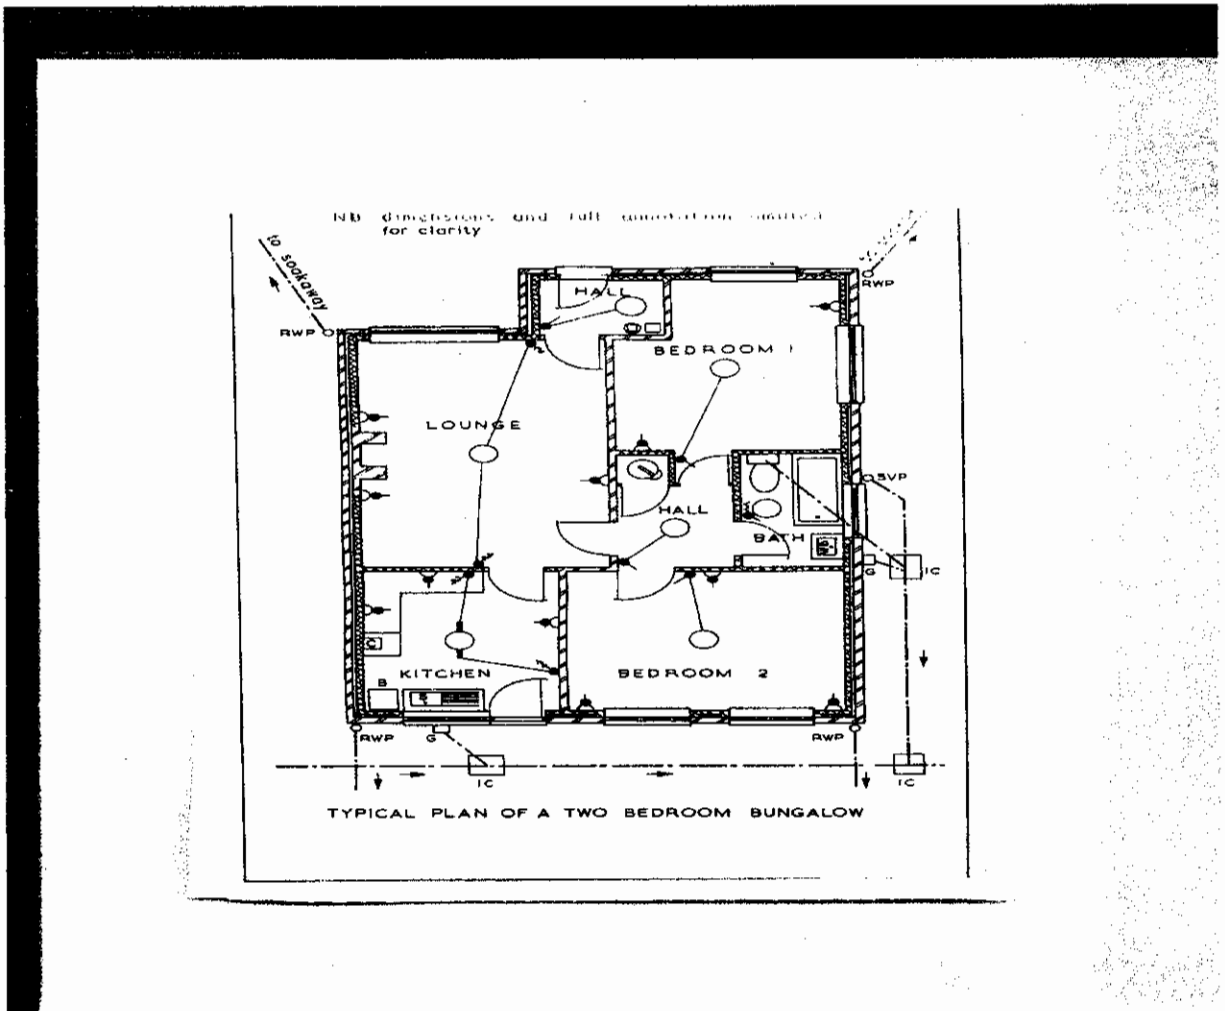 NB dimensions and full annotation omitted
for clarity
to soakaway
RWP
RWP
HALL
BEDROOM 1
LOUNGE
SVP
HALL
BATH
G
IC
C
KITCHEN
BEDROOM 2
B
RWP
G
RWP
IC
IC
TYPICAL PLAN OF A TWO BEDROOM BUNGALOW